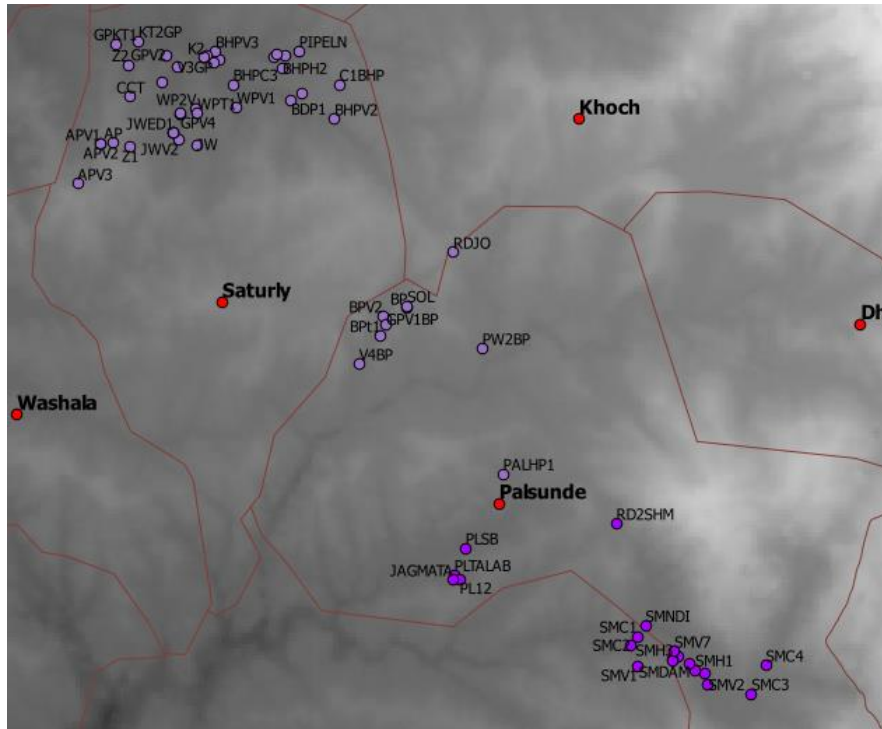 GPKT1
KT2GP
K2
BHPV3
PIPELN
Z2
GPV2
V3GP
BHPH2
BHPC3
C1BHP
CCT
WP2V
WPT1
WPV1
BDP1
BHPV2
Khoch
JWED1
GPV4
APV1
AP
APV2
Z1
JWV2
JW
APV3
RDJO
Saturly
BP
SOL
BPV2
GPV1BP
BPt1
PW2BP
V4BP
Washala
PALHP1
Palsunde
RD2SHM
PLSB
JAGMATA
PLTALAB
PL12
SMNDI
SMC1
SMC2
SMH3
SMV7
SMH1
SMC4
SMV1
SMDAM
SMV2
SMC3